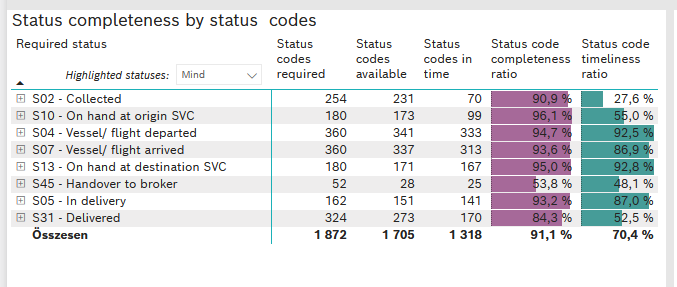 Status completeness by status codes
Required status Status codes required Status codes available Status codes in time Status code completeness ratio Status code timeliness ratio
Highlighted statuses: Mind
S02 - Collected 254 231 70 90,9 % 27,6 %
S10 - On hand at origin SVC 180 173 99 96,1 % 55,0 %
S04 - Vessel/ flight departed 360 341 333 94,7 % 92,5 %
S07 - Vessel/ flight arrived 360 337 313 93,6 % 86,9 %
S13 - On hand at destination SVC 180 171 167 95,0 % 92,8 %
S45 - Handover to broker 52 28 25 53,8 % 48,1 %
S05 - In delivery 162 151 141 93,2 % 87,0 %
S31 - Delivered 324 273 170 84,3 % 52,5 %
Összesen 1 872 1 705 1 318 91,1 % 70,4 %